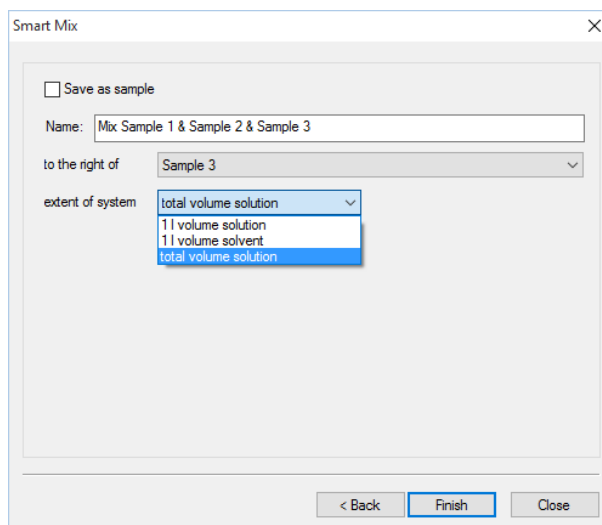 Smart Mix
Save as sample
Name: Mix Sample 1 & Sample 2 & Sample 3
to the right of Sample 3
extent of system total volume solution
1 l volume solution
1 l volume solvent
total volume solution
< Back Finish Close